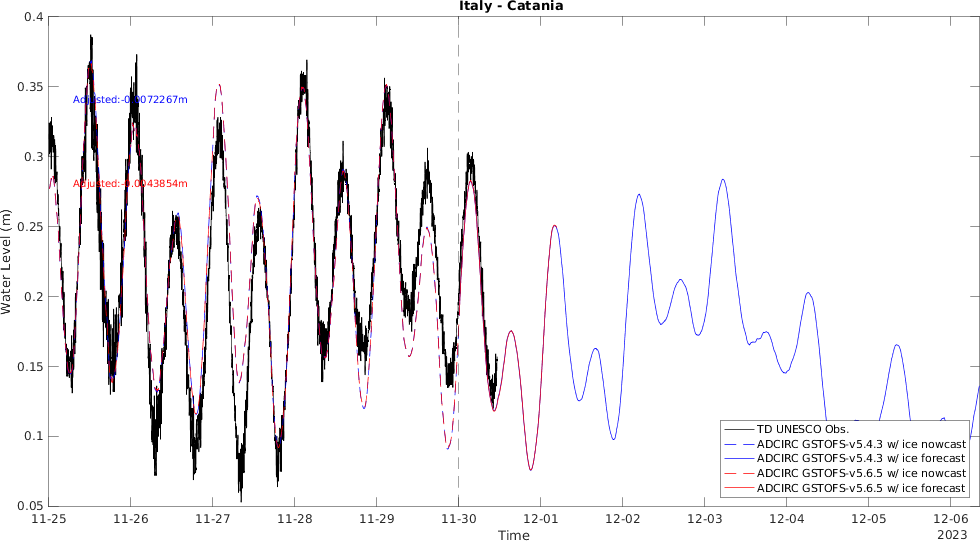 Italy - Catania
0.4
0.35
0.3
0.25
0.2
0.15
0.1
0.05
Water Level (m)
Adjusted:-0.0072267m
Adjusted:-0.0043854m
TD UNESCO Obs.
ADCIRC GSTOFS-v5.4.3 w/ ice nowcast
ADCIRC GSTOFS-v5.4.3 w/ ice forecast
ADCIRC GSTOFS-v5.6.5 w/ ice nowcast
ADCIRC GSTOFS-v5.6.5 w/ ice forecast
11-25 11-26 11-27 11-28 11-29 11-30 12-01 12-02 12-03 12-04 12-05 12-06
Time 2023